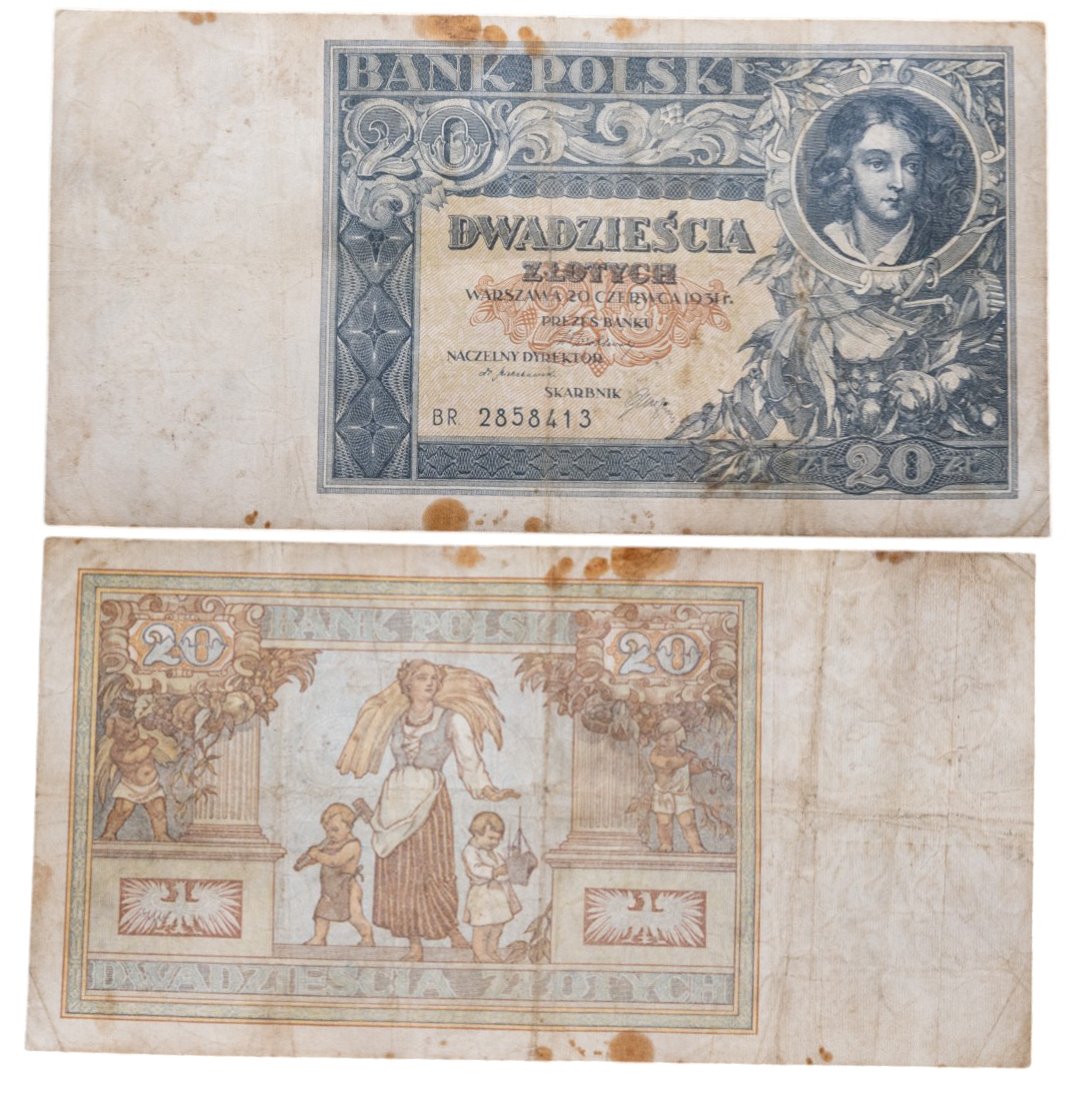 BANK POLSKI
20
DWADZIEŚCIA
ZŁOTYCH
20
WARSZAWA 20 CZERWCA 1931 r.
PREZES BANKU
NACZELNY DYREKTOR
SKARBNIK
BR. 2858413
ZŁ 20 ZŁ
20 BANK POLSKI 20
DWADZIEŚCIA ZŁOTYCH